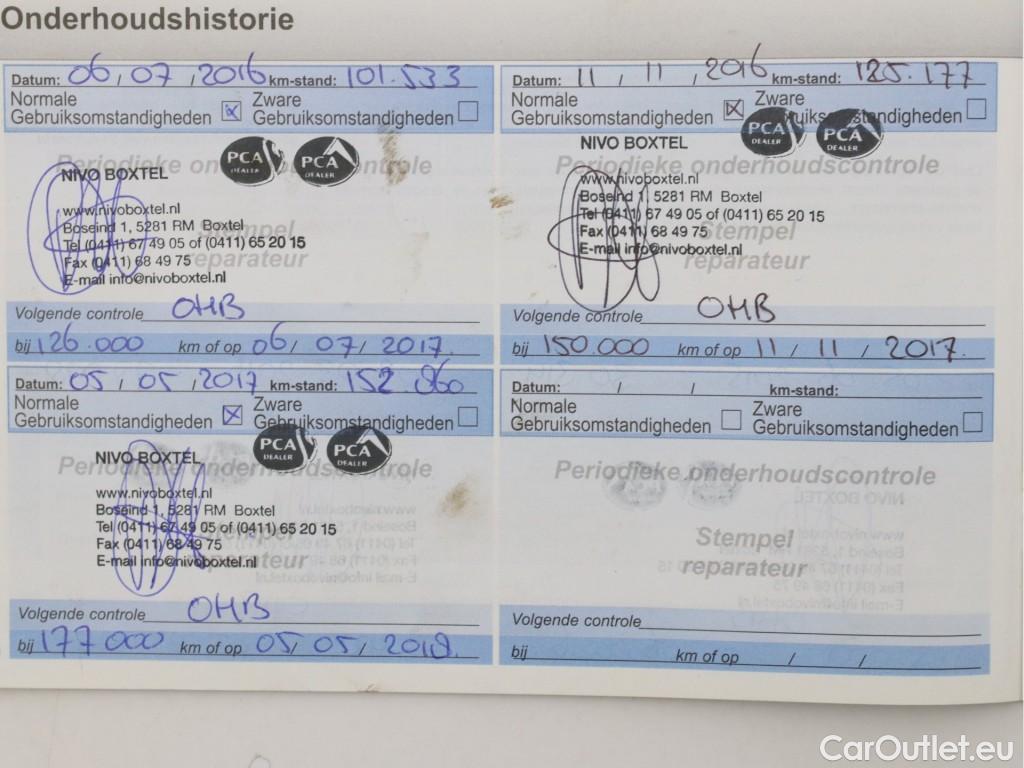 Onderhoudshistorie
Datum: 06 / 07 / 2016 km-stand: 101.533
Normale Gebruiksomstandigheden ☒ Zware Gebruiksomstandigheden ☐
PCA DEALER PCA DEALER
Periodieke onderhoudscontrole
NIVO BOXTEL
www.nivoboxtel.nl
Boseind 1, 5281 RM Boxtel
Stempel
Tel (0411) 67 49 05 of (0411) 65 20 15
Fax (0411) 68 49 75
reparateur
E-mail info@nivoboxtel.nl
Volgende controle OHB
bij 126.000 km of op 06 / 07 / 2017.
Datum: 11 / 11 / 2016 km-stand: 125.177
Normale Gebruiksomstandigheden ☒ Zware Gebruiksomstandigheden ☐
PCA DEALER PCA DEALER
NIVO BOXTEL
Periodieke onderhoudscontrole
www.nivoboxtel.nl
Boseind 1, 5281 RM Boxtel
Tel (0411) 67 49 05 of (0411) 65 20 15
Fax (0411) 68 49 75
Stempel
E-mail info@nivoboxtel.nl
reparateur
Volgende controle OHB
bij 150.000 km of op 11 / 11 / 2017.
Datum: 05 / 05 / 2017 km-stand: 152.060
Normale Gebruiksomstandigheden ☒ Zware Gebruiksomstandigheden ☐
PCA DEALER PCA DEALER
NIVO BOXTEL
Periodieke onderhoudscontrole
www.nivoboxtel.nl
Boseind 1, 5281 RM Boxtel
Tel (0411) 67 49 05 of (0411) 65 20 15
Stempel
Fax (0411) 68 49 75
E-mail info@nivoboxtel.nl
reparateur
Volgende controle OHB
bij 177000 km of op 05 / 05 / 2018.
Datum: / / km-stand:
Normale Gebruiksomstandigheden ☐ Zware Gebruiksomstandigheden ☐
Periodieke onderhoudscontrole
Stempel
reparateur
Volgende controle
bij km of op / /
CarOutlet.eu